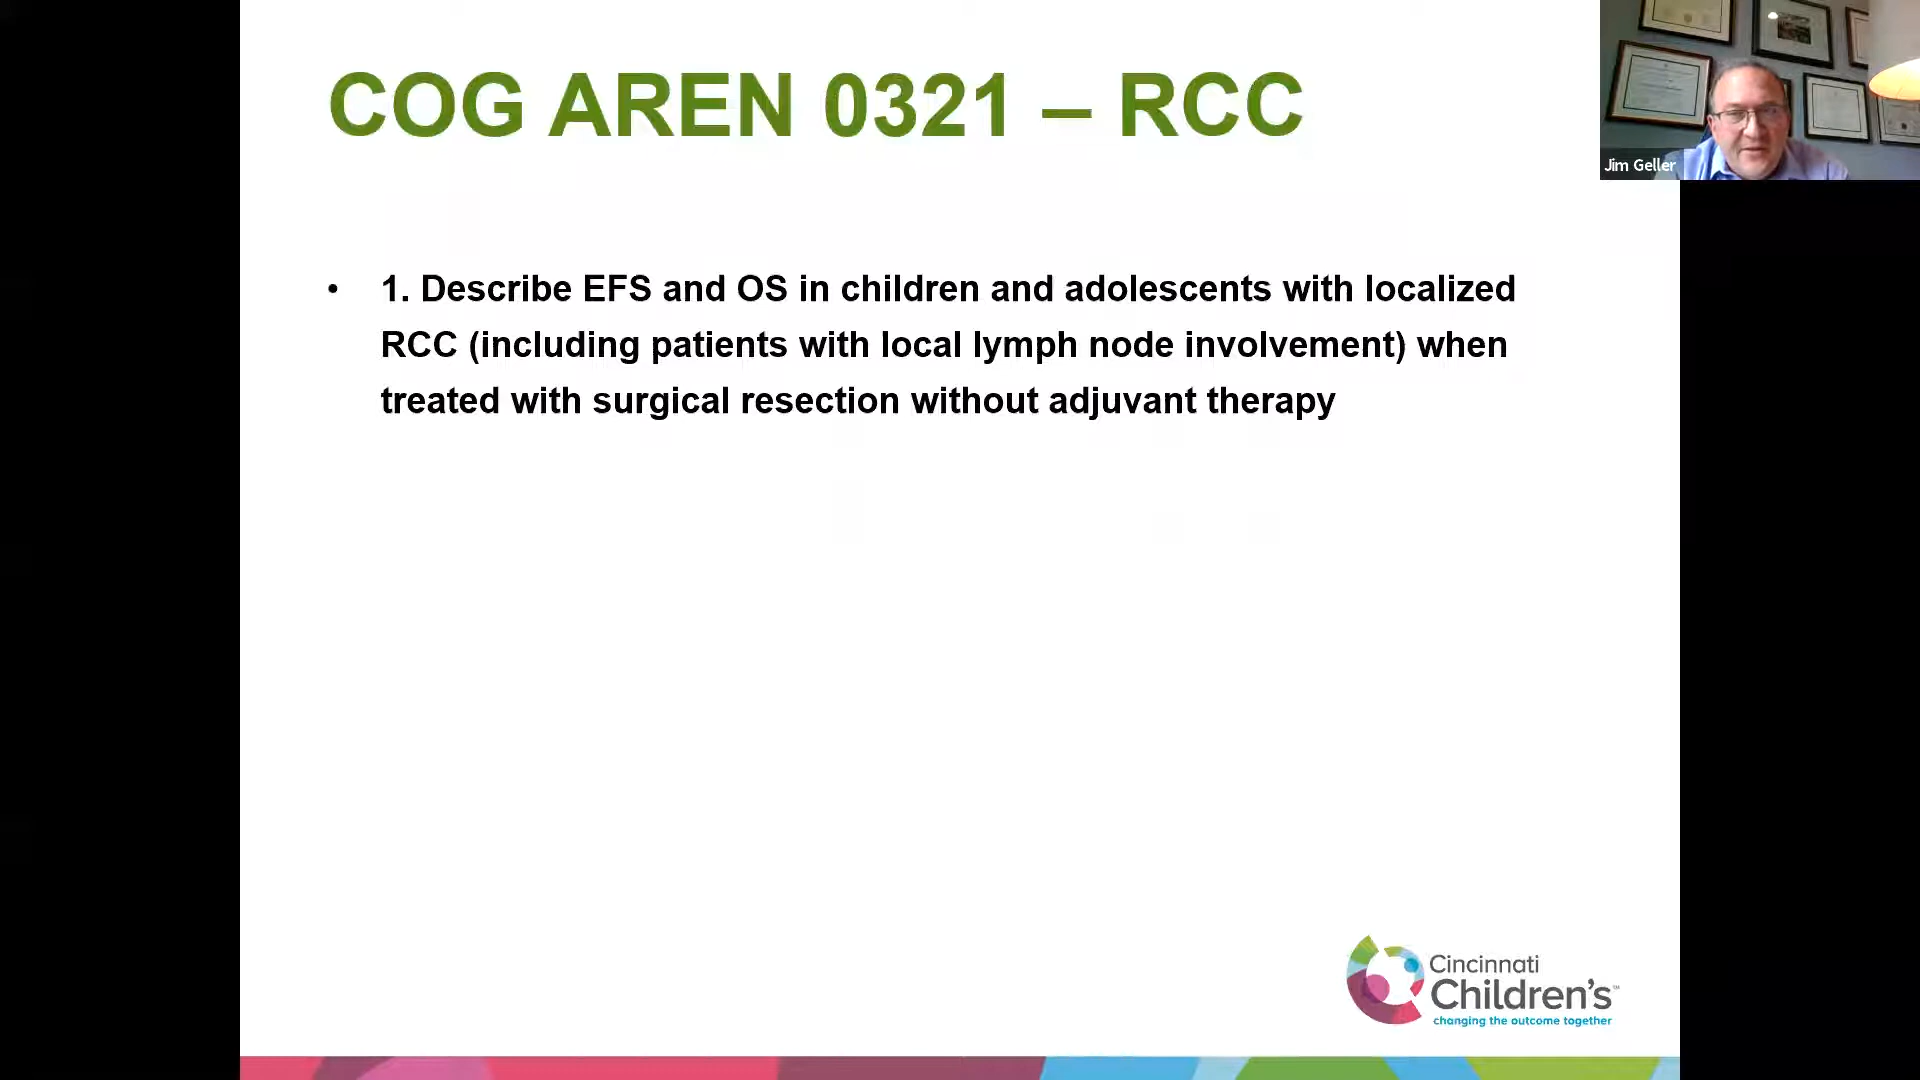 COG AREN 0321 – RCC
Jim Geller
• 1. Describe EFS and OS in children and adolescents with localized
RCC (including patients with local lymph node involvement) when
treated with surgical resection without adjuvant therapy
Cincinnati
Children's™
changing the outcome together